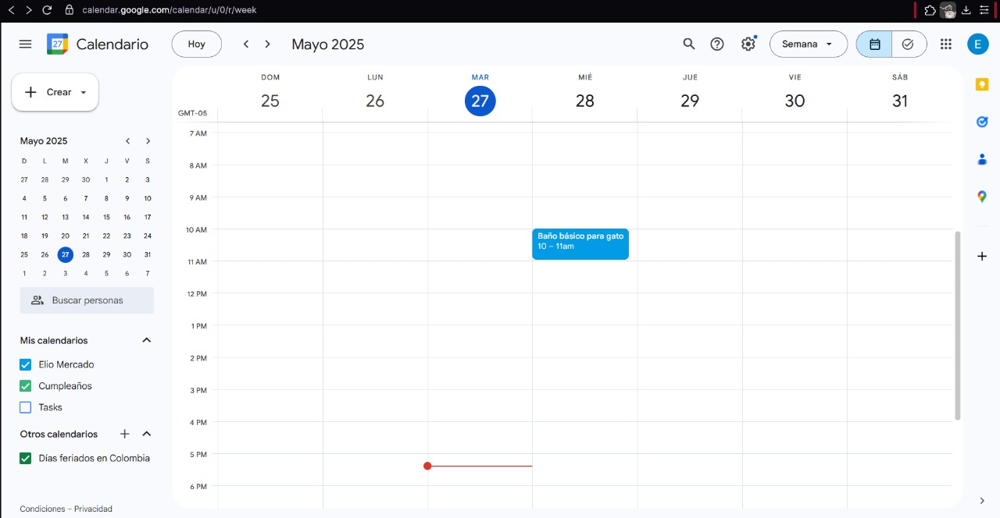 calendar.google.com/calendar/u/0/r/week
27 Calendario
Hoy
Mayo 2025
Semana
E
Crear
Mayo 2025
D L M X J V S
27 28 29 30 1 2 3
4 5 6 7 8 9 10
11 12 13 14 15 16 17
18 19 20 21 22 23 24
25 26 27 28 29 30 31
1 2 3 4 5 6 7
Buscar personas
Mis calendarios
Elio Mercado
Cumpleaños
Tasks
Otros calendarios
Días feriados en Colombia
Condiciones – Privacidad
DOM LUN MAR MIÉ JUE VIE SÁB
25 26 27 28 29 30 31
GMT-05
7 AM
8 AM
9 AM
10 AM
Baño básico para gato
10 – 11am
11 AM
12 PM
1 PM
2 PM
3 PM
4 PM
5 PM
6 PM